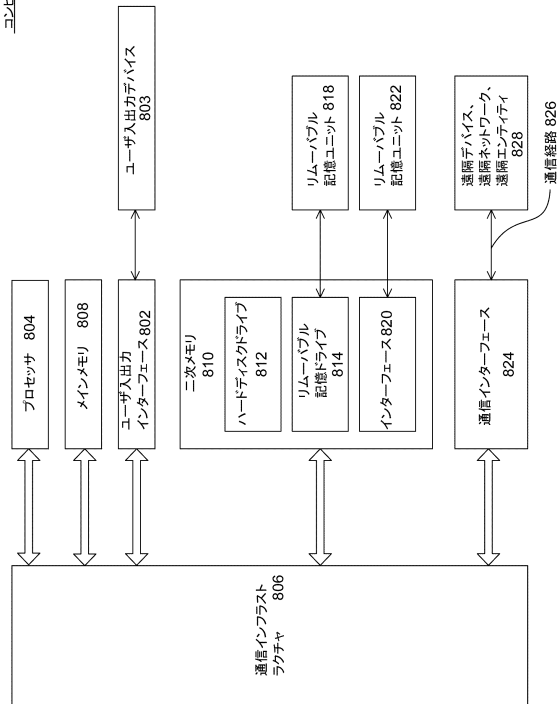 プロセッサ 804
メインメモリ 808
ユーザ入出力
インターフェース802
ユーザ入出力デバイス
803
通信インフラスト
ラクチャ
806
二次メモリ
810
ハードディスクドライブ
812
リムーバブル
記憶ドライブ
814
リムーバブル
記憶ユニット 818
インターフェース820
リムーバブル
記憶ユニット 822
通信インターフェース
824
遠隔デバイス、
遠隔ネットワーク、
遠隔エンティティ
828
通信経路 826